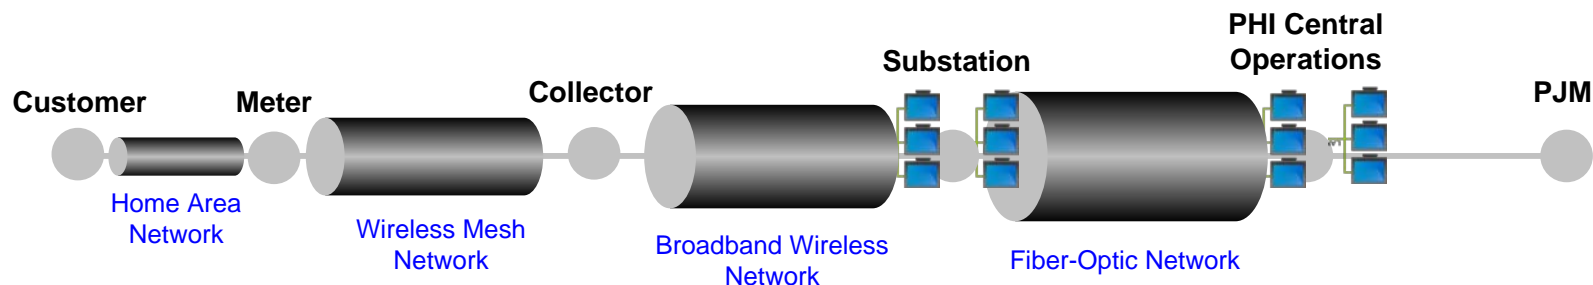 PHI Central
Operations
Substation
Collector
Customer
Meter
PJM
Home Area
Network
Wireless Mesh
Network
Broadband Wireless
Network
Fiber-Optic Network